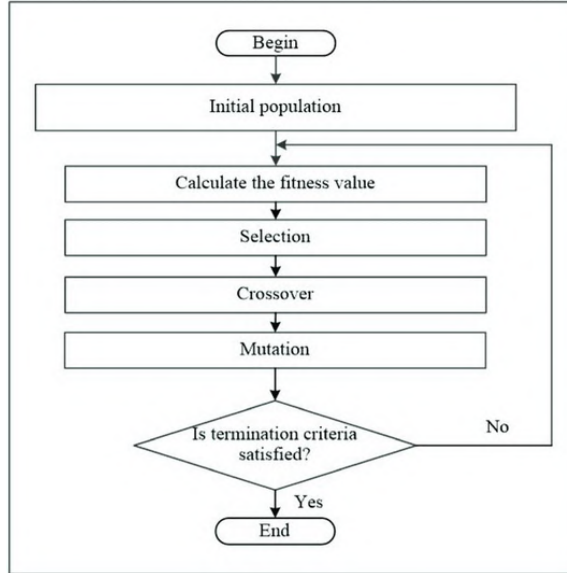 Begin
Initial population
Calculate the fitness value
Selection
Crossover
Mutation
Is termination criteria
satisfied?
No
Yes
End